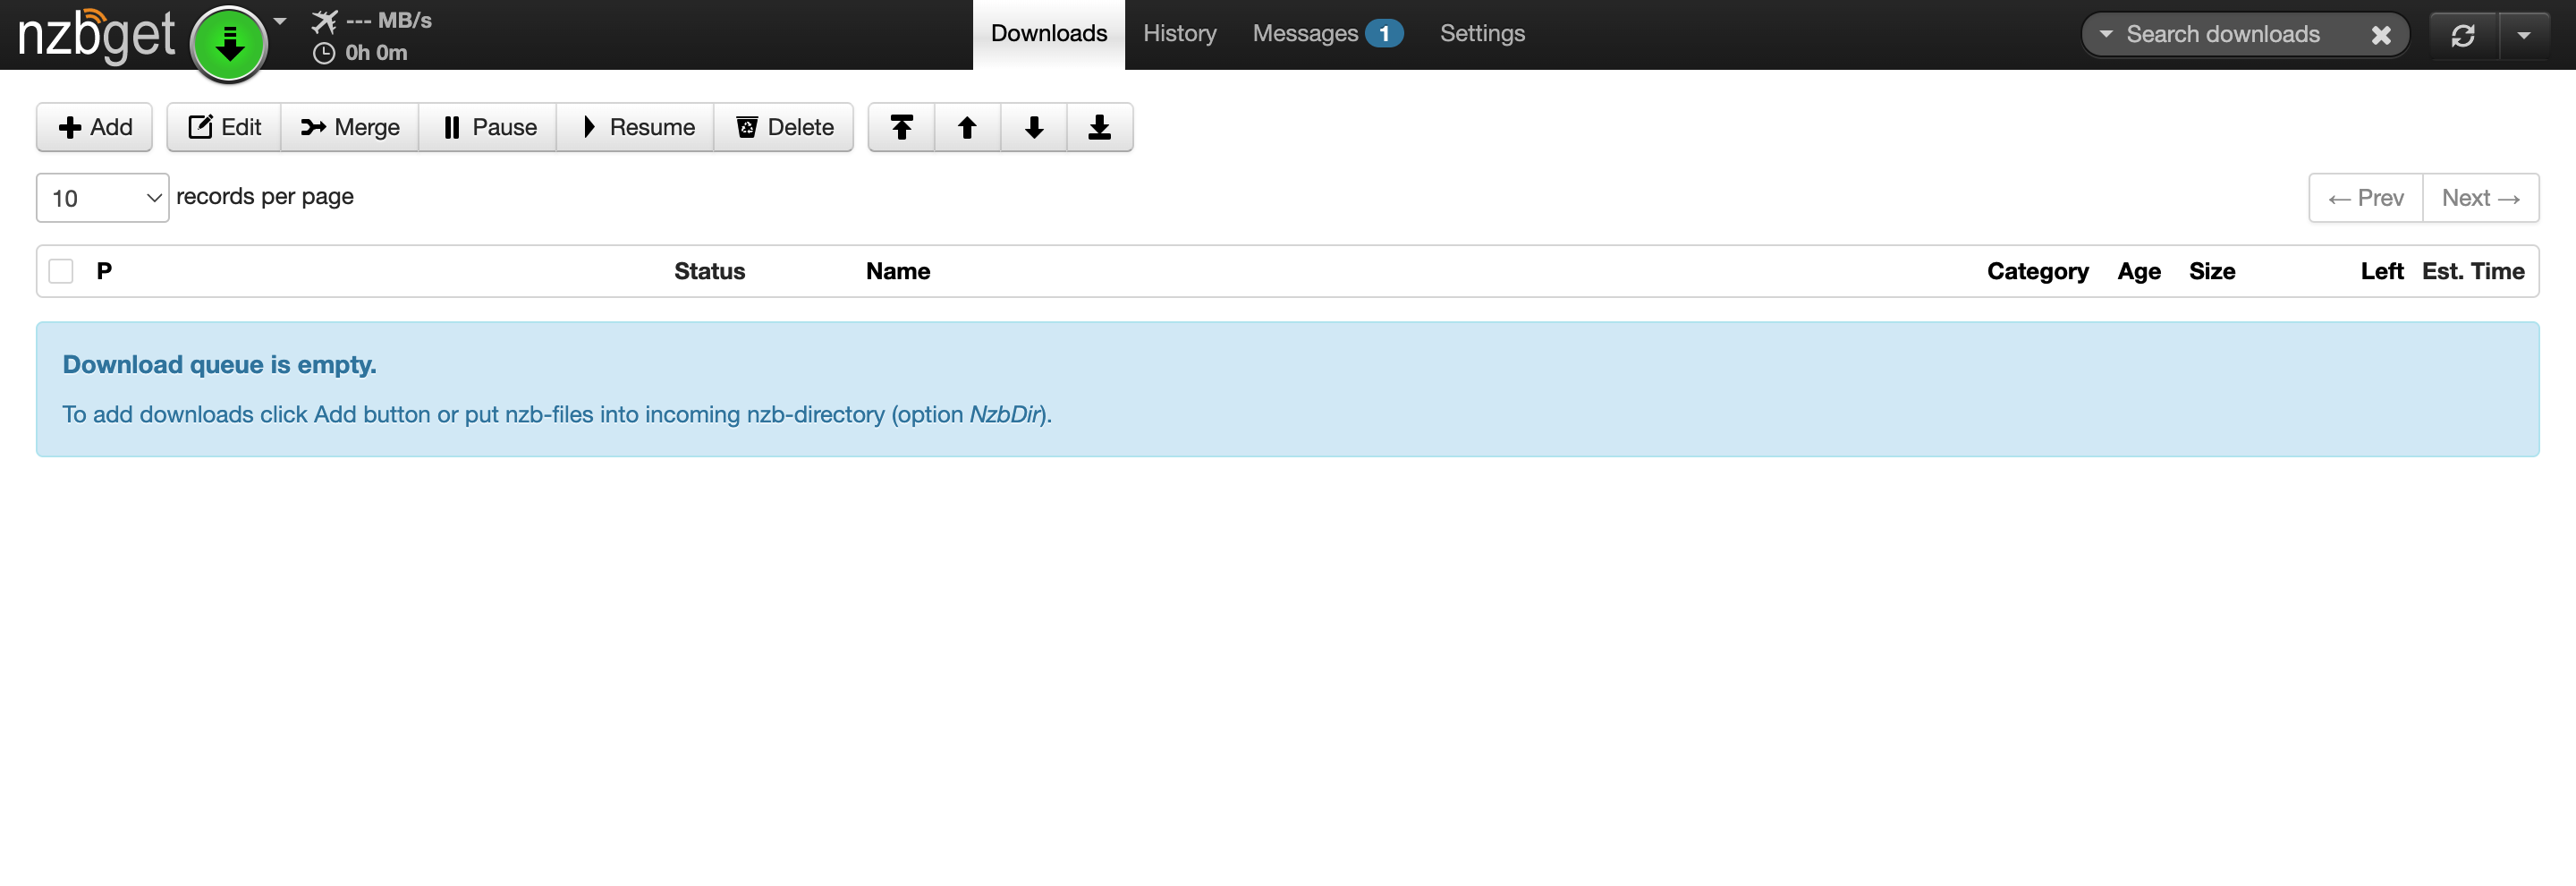 nzbget
--- MB/s
0h 0m
Downloads History Messages 1 Settings
Search downloads
Add Edit Merge Pause Resume Delete
10 records per page
← Prev Next →
P Status Name Category Age Size Left Est. Time
Download queue is empty.
To add downloads click Add button or put nzb-files into incoming nzb-directory (option NzbDir).